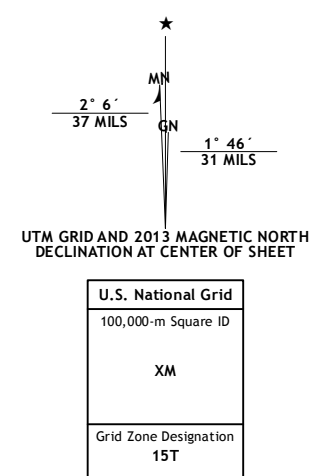 ★
MN
2° 6´
37 MILS
GN
1° 46´
31 MILS
UTM GRID AND 2013 MAGNETIC NORTH
DECLINATION AT CENTER OF SHEET
U.S. National Grid
100,000-m Square ID
XM
Grid Zone Designation
15T